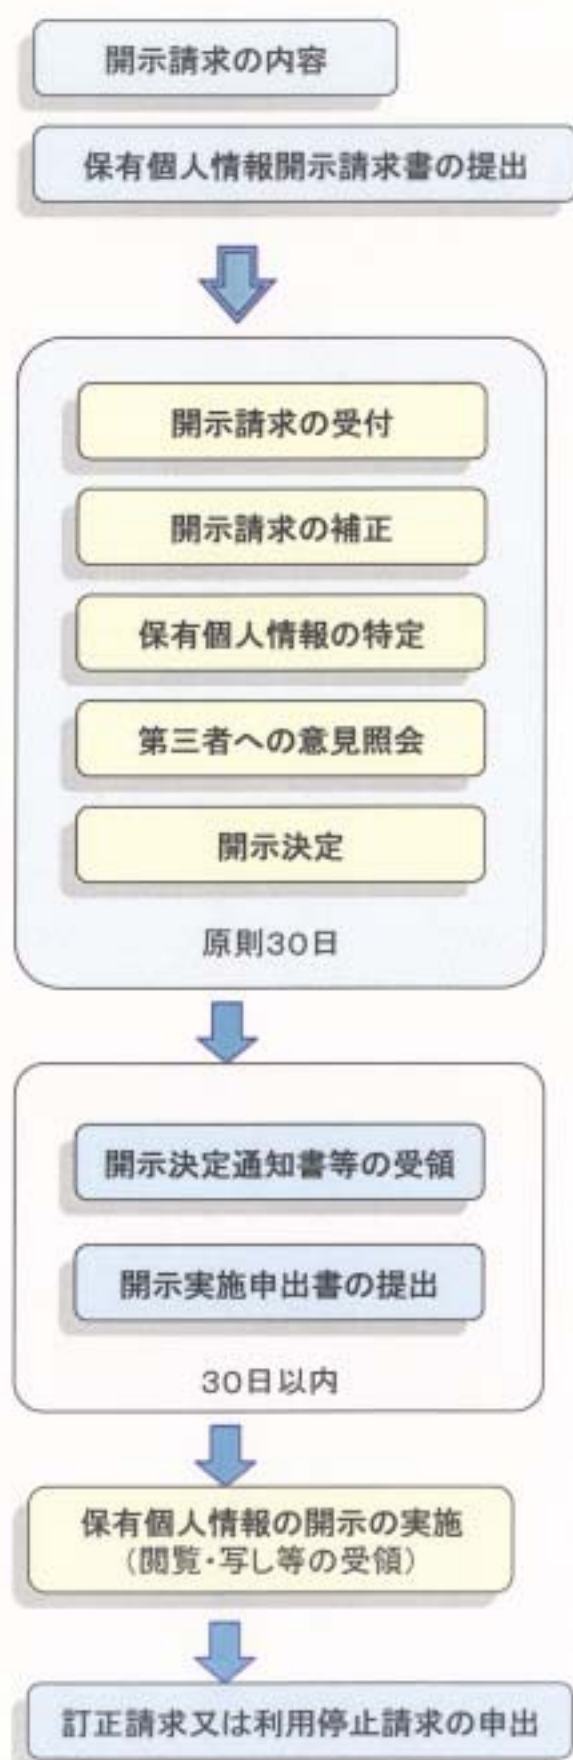 開示請求の内容
保有個人情報開示請求書の提出
開示請求の受付
開示請求の補正
保有個人情報の特定
第三者への意見照会
開示決定
原則30日
開示決定通知書等の受領
開示実施申出書の提出
30日以内
保有個人情報の開示の実施
(閲覧・写し等の受領)
訂正請求又は利用停止請求の申出